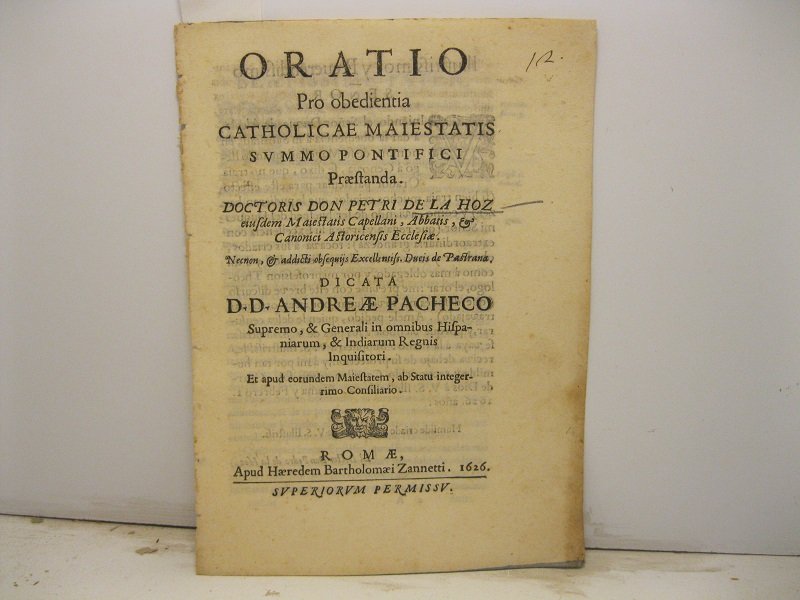 ORATIO
12.
Pro obedientia
CATHOLICAE MAIESTATIS
SVMMO PONTIFICI
Præſtanda.
DOCTORIS DON PETRI DE LA HOZ
eiuſdem Maieſtatis Capellani, Abbatis, &
Canonici Aſtoricenſis Eccleſiæ.
Necnon, & addicti obſequijs Excellentiſs. Ducis de Paſtrana.
DICATA
D.D. ANDREÆ PACHECO
Supremo, & Generali in omnibus Hiſpa-
niarum, & Indiarum Regnis
Inquiſitori.
Et apud eorundem Maieſtatem, ab Statu integer-
rimo Conſiliario.
ROMÆ,
Apud Hæredem Bartholomæi Zannetti. 1626.
SVPERIORVM PERMISSV.